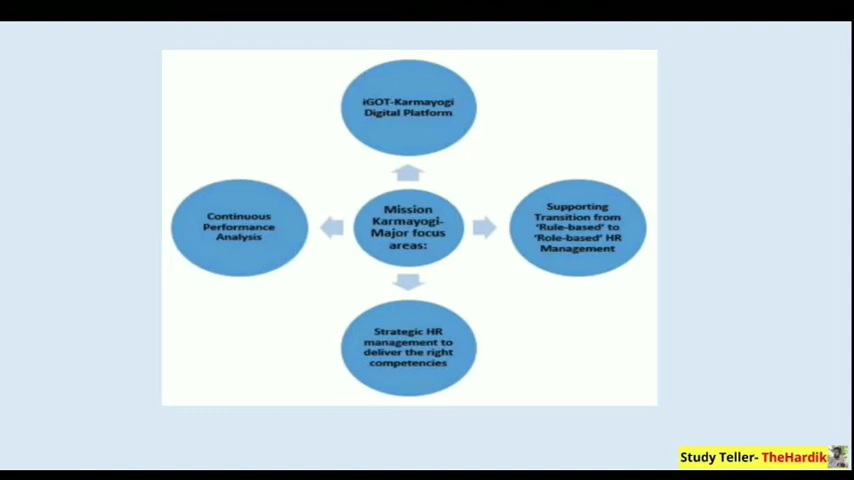 iGOT-Karmayogi
Digital Platform
Continuous
Performance
Analysis
Mission
Karmayogi-
Major focus
areas:
Supporting
Transition from
‘Rule-based’ to
‘Role-based’ HR
Management
Strategic HR
management to
deliver the right
competencies
Study Teller- TheHardik